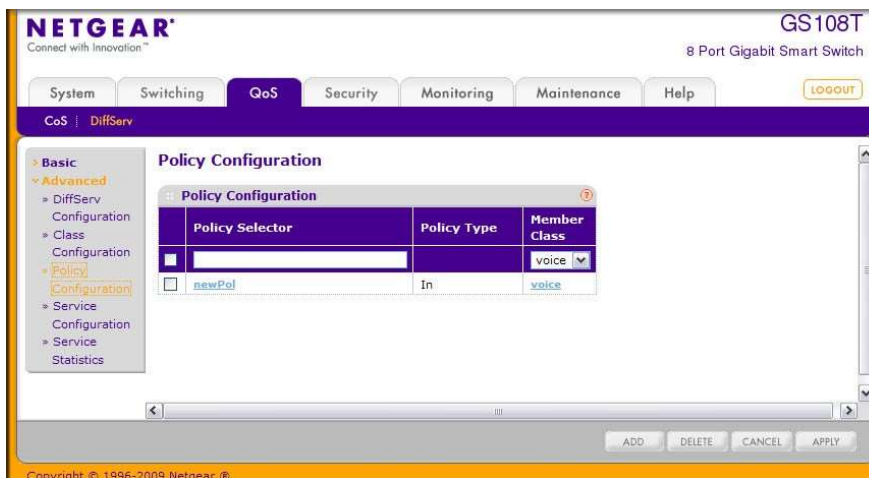 NETGEAR®
Connect with Innovation™
GS108T
8 Port Gigabit Smart Switch
System
Switching
QoS
Security
Monitoring
Maintenance
Help
LOGOUT
CoS
DiffServ
Basic
Advanced
» DiffServ
Configuration
» Class
Configuration
» Policy
Configuration
» Service
Configuration
» Service
Statistics
Policy Configuration
Policy Configuration
Policy Selector
Policy Type
Member
Class
voice
newPol
In
voice
ADD
DELETE
CANCEL
APPLY
Copyright © 1996-2009 Netgear ®